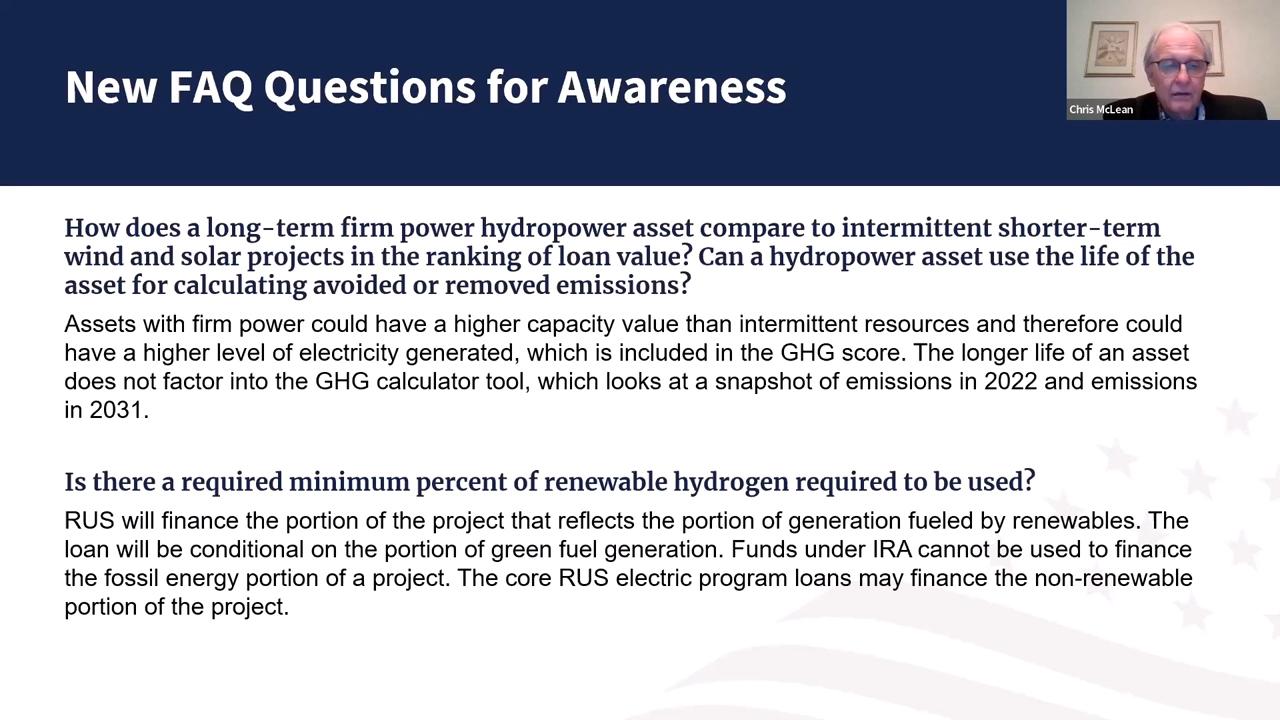 New FAQ Questions for Awareness
Chris McLean
How does a long-term firm power hydropower asset compare to intermittent shorter-term
wind and solar projects in the ranking of loan value? Can a hydropower asset use the life of the
asset for calculating avoided or removed emissions?
Assets with firm power could have a higher capacity value than intermittent resources and therefore could
have a higher level of electricity generated, which is included in the GHG score. The longer life of an asset
does not factor into the GHG calculator tool, which looks at a snapshot of emissions in 2022 and emissions
in 2031.
Is there a required minimum percent of renewable hydrogen required to be used?
RUS will finance the portion of the project that reflects the portion of generation fueled by renewables. The
loan will be conditional on the portion of green fuel generation. Funds under IRA cannot be used to finance
the fossil energy portion of a project. The core RUS electric program loans may finance the non-renewable
portion of the project.